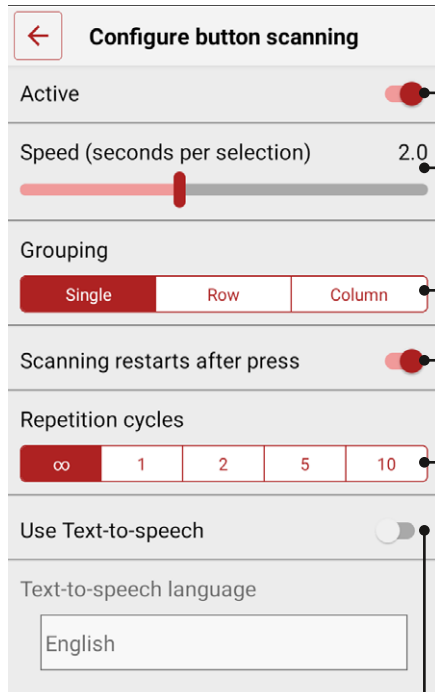 Configure button scanning
Active
Speed (seconds per selection) 2.0
Grouping
Single Row Column
Scanning restarts after press
Repetition cycles
∞ 1 2 5 10
Use Text-to-speech
Text-to-speech language
English